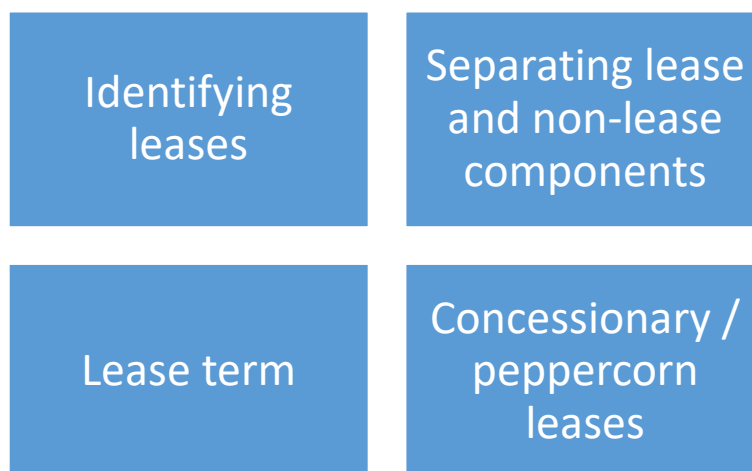 Identifying
leases
Separating lease
and non-lease
components
Lease term
Concessionary /
peppercorn
leases